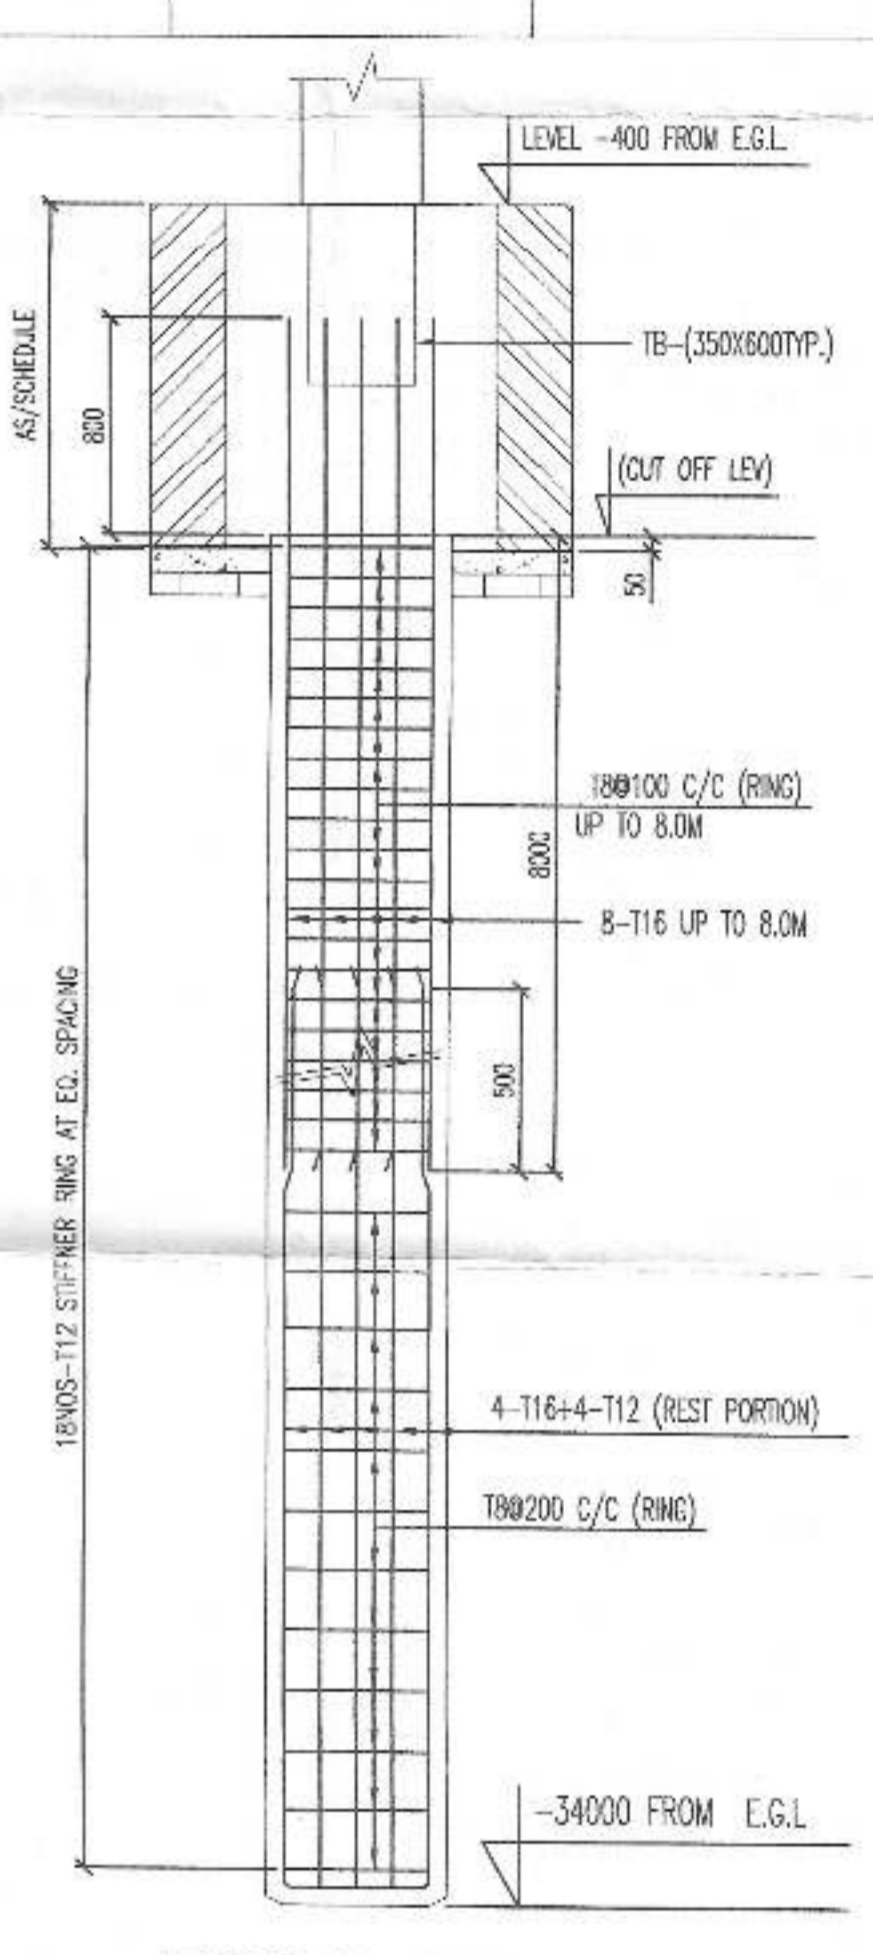 LEVEL -400 FROM E.G.L.
AS/SCHEDULE
800
TB-(350X600TYP.)
(CUT OFF LEV)
50
T8@100 C/C (RING)
UP TO 8.0M
8000
8-T16 UP TO 8.0M
500
18NOS-T12 STIFFNER RING AT EQ. SPACING
4-T16+4-T12 (REST PORTION)
T8@200 C/C (RING)
-34000 FROM E.G.L